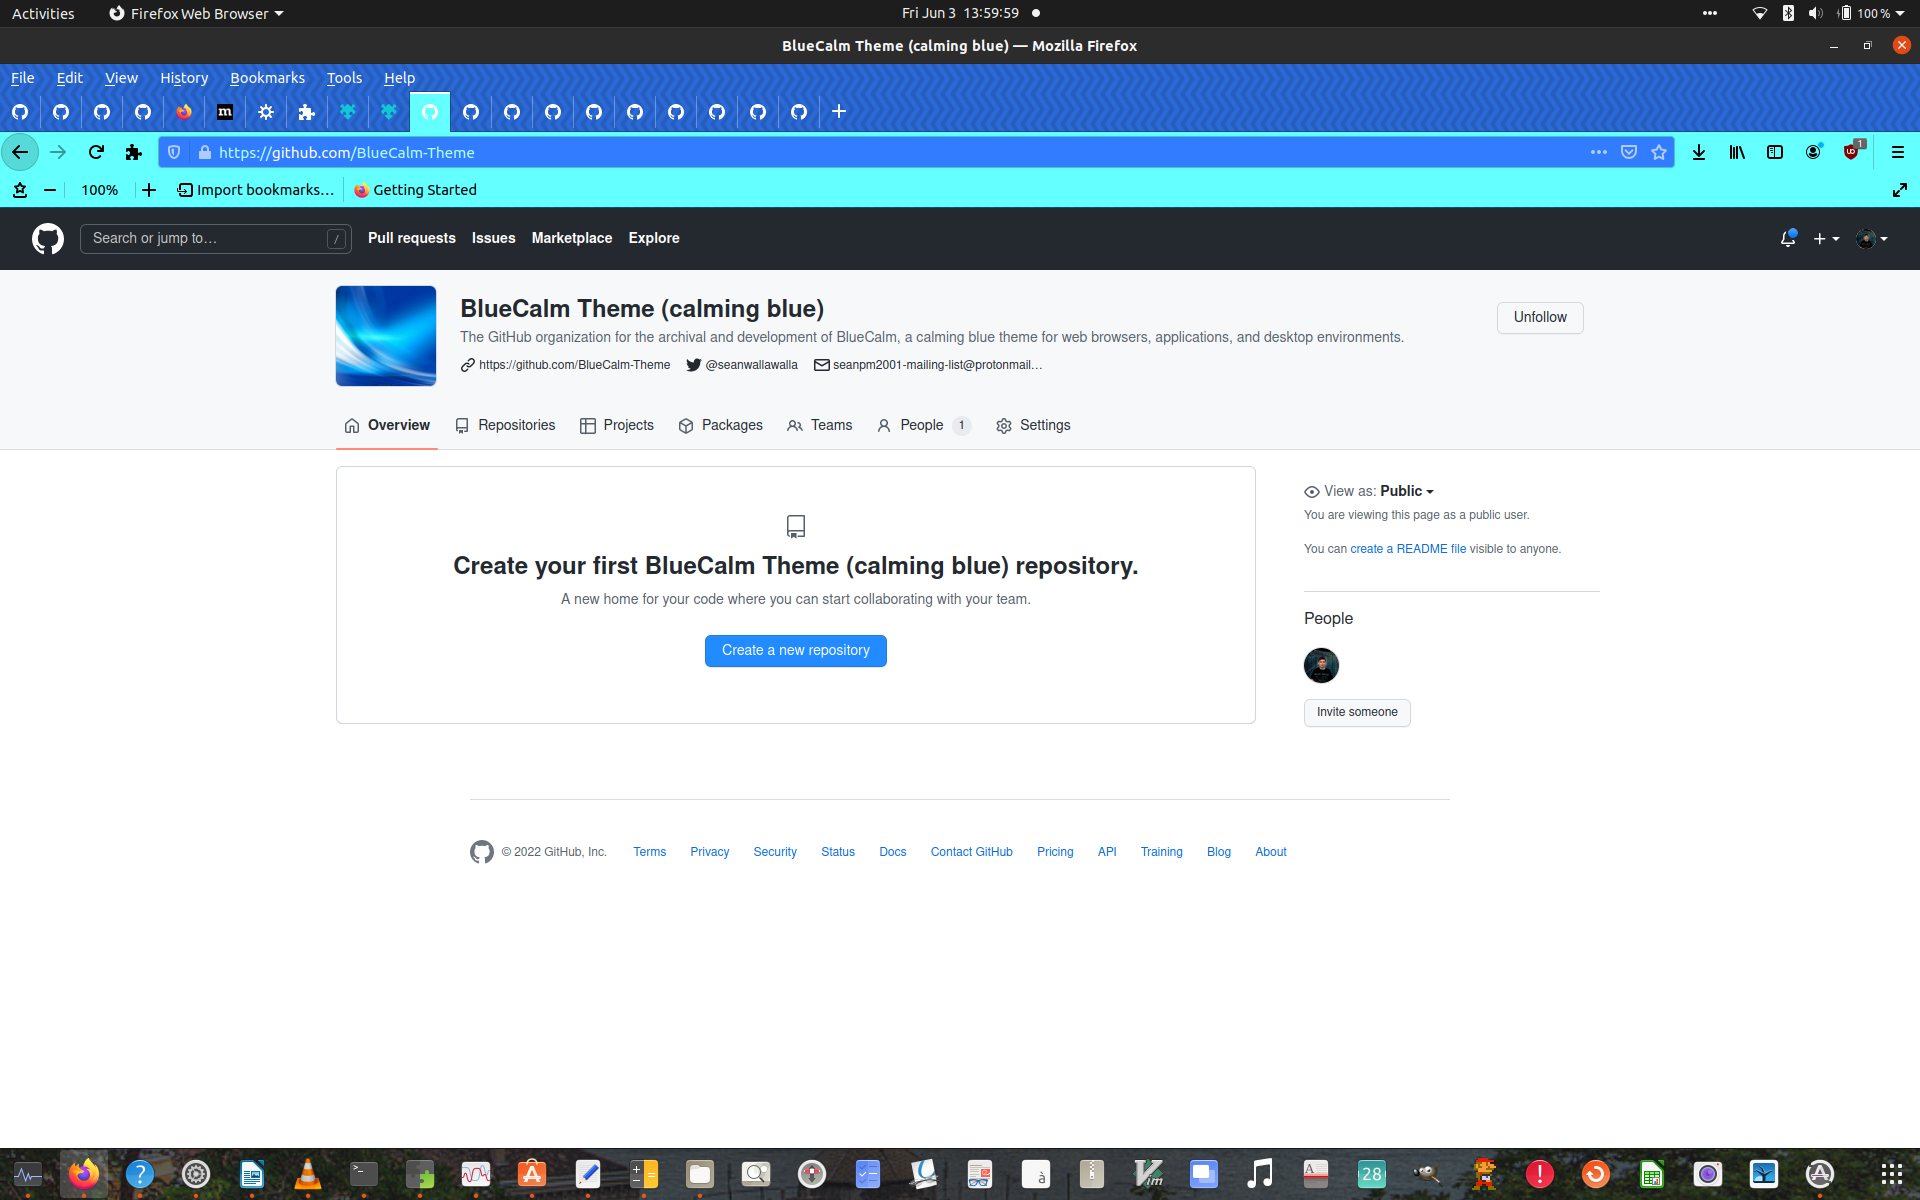 Activities
Firefox Web Browser
Fri Jun 3 13:59:59
100 %
BlueCalm Theme (calming blue) — Mozilla Firefox
File Edit View History Bookmarks Tools Help
m
https://github.com/BlueCalm-Theme
1
100%
Import bookmarks…
Getting Started
Search or jump to… /
Pull requests Issues Marketplace Explore
BlueCalm Theme (calming blue)
Unfollow
The GitHub organization for the archival and development of BlueCalm, a calming blue theme for web browsers, applications, and desktop environments.
https://github.com/BlueCalm-Theme
@seanwallawalla
seanpm2001-mailing-list@protonmail…
Overview Repositories Projects Packages Teams People 1 Settings
Create your first BlueCalm Theme (calming blue) repository.
A new home for your code where you can start collaborating with your team.
Create a new repository
View as: Public
You are viewing this page as a public user.
You can create a README file visible to anyone.
People
Invite someone
© 2022 GitHub, Inc. Terms Privacy Security Status Docs Contact GitHub Pricing API Training Blog About
?
>_
à
Vim
A
28
!